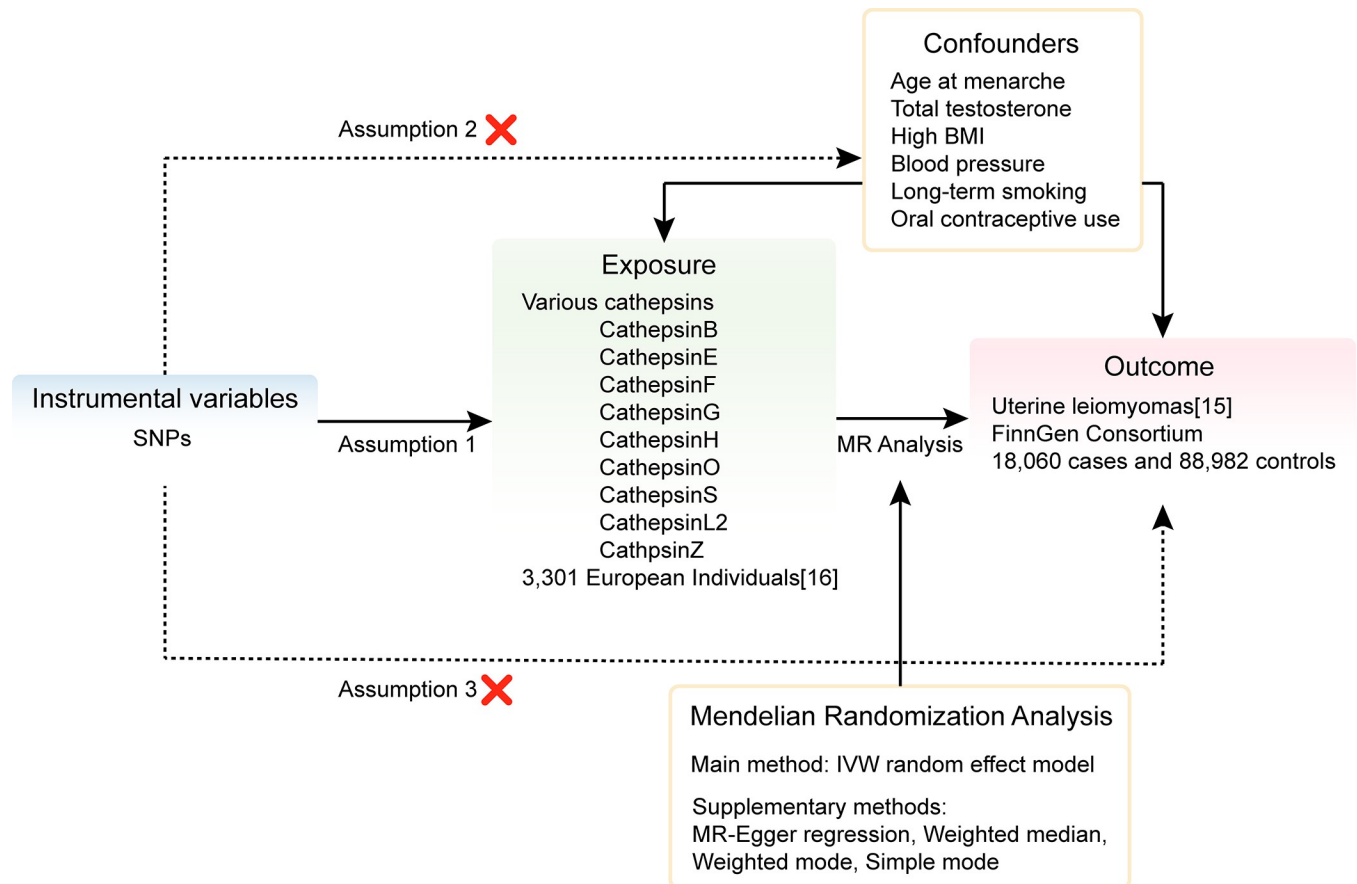 Confounders
Age at menarche
Total testosterone
High BMI
Blood pressure
Long-term smoking
Oral contraceptive use
Assumption 2
Exposure
Various cathepsins
CathepsinB
CathepsinE
CathepsinF
CathepsinG
CathepsinH
CathepsinO
CathepsinS
CathepsinL2
CathpsinZ
3,301 European Individuals[16]
Instrumental variables
SNPs
Assumption 1
MR Analysis
Outcome
Uterine leiomyomas[15]
FinnGen Consortium
18,060 cases and 88,982 controls
Assumption 3
Mendelian Randomization Analysis
Main method: IVW random effect model
Supplementary methods:
MR-Egger regression, Weighted median,
Weighted mode, Simple mode